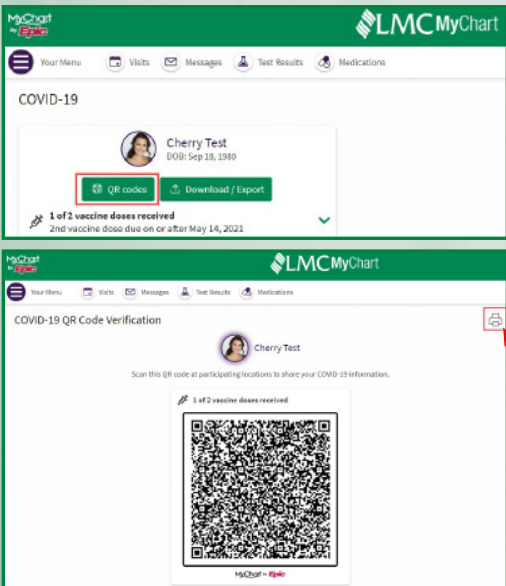 MyChart
by Epic
LMC MyChart
Your Menu Visits Messages Test Results Medications
COVID-19
Cherry Test
DOB: Sep 18, 1980
QR codes Download / Export
1 of 2 vaccine doses received
2nd vaccine dose due on or after May 14, 2021
MyChart
by Epic
LMC MyChart
Your Menu Visits Messages Test Results Medications
COVID-19 QR Code Verification
Cherry Test
Scan this QR code at participating locations to share your COVID-19 information.
1 of 2 vaccine doses received
MyChart by Epic